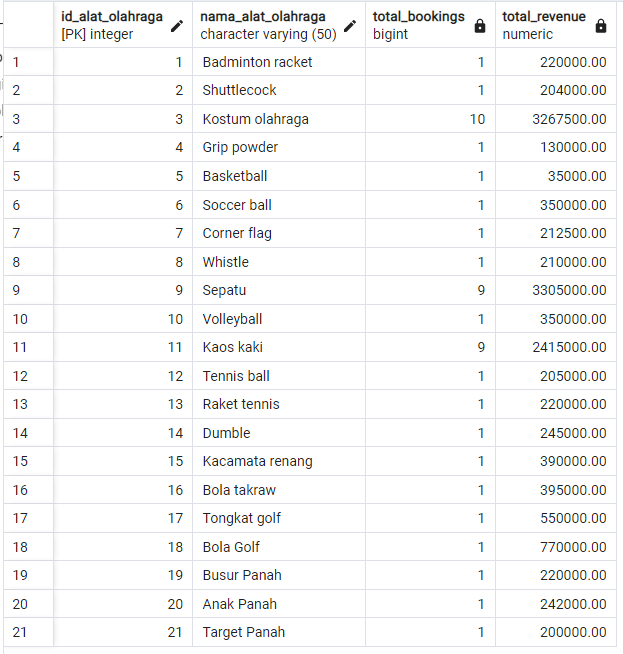 id_alat_olahraga nama_alat_olahraga total_bookings total_revenue
[PK] integer character varying (50) bigint numeric
1 1 Badminton racket 1 220000.00
2 2 Shuttlecock 1 204000.00
3 3 Kostum olahraga 10 3267500.00
4 4 Grip powder 1 130000.00
5 5 Basketball 1 35000.00
6 6 Soccer ball 1 350000.00
7 7 Corner flag 1 212500.00
8 8 Whistle 1 210000.00
9 9 Sepatu 9 3305000.00
10 10 Volleyball 1 350000.00
11 11 Kaos kaki 9 2415000.00
12 12 Tennis ball 1 205000.00
13 13 Raket tennis 1 220000.00
14 14 Dumble 1 245000.00
15 15 Kacamata renang 1 390000.00
16 16 Bola takraw 1 395000.00
17 17 Tongkat golf 1 550000.00
18 18 Bola Golf 1 770000.00
19 19 Busur Panah 1 220000.00
20 20 Anak Panah 1 242000.00
21 21 Target Panah 1 200000.00